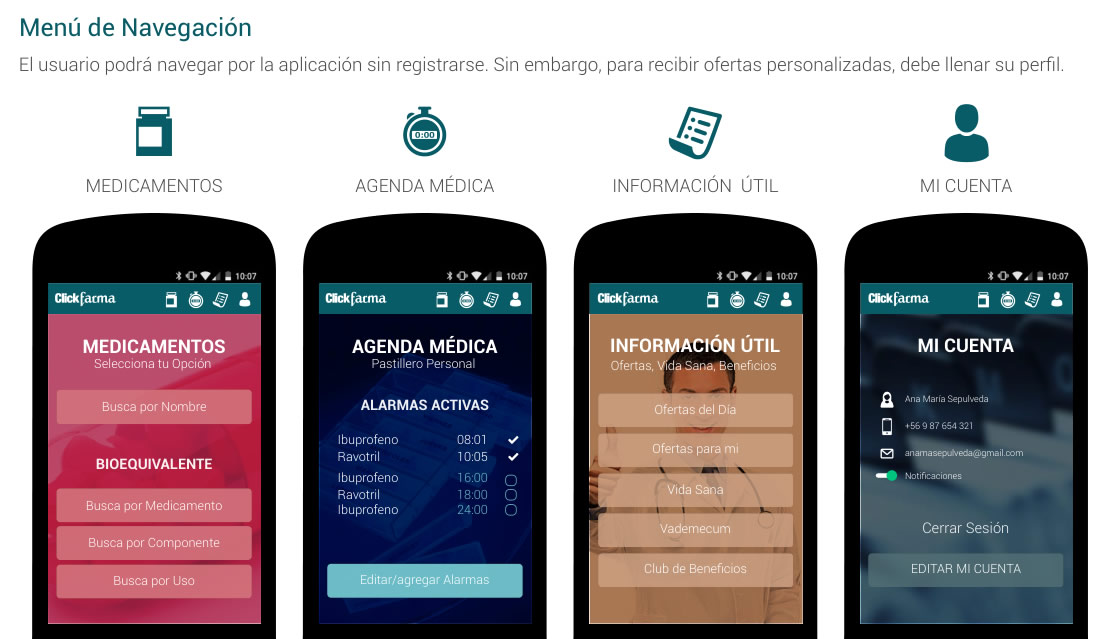 Menú de Navegación
El usuario podrá navegar por la aplicación sin registrarse. Sin embargo, para recibir ofertas personalizadas, debe llenar su perfil.
0:00
MEDICAMENTOS
AGENDA MÉDICA
INFORMACIÓN ÚTIL
MI CUENTA
10:07
Clickfarma
MEDICAMENTOS
Selecciona tu Opción
Busca por Nombre
BIOEQUIVALENTE
Busca por Medicamento
Busca por Componente
Busca por Uso
10:07
Clickfarma
AGENDA MÉDICA
Pastillero Personal
ALARMAS ACTIVAS
Ibuprofeno 08:01
Ravotril 10:05
Ibuprofeno 16:00
Ravotril 18:00
Ibuprofeno 24:00
Editar/agregar Alarmas
10:07
Clickfarma
INFORMACIÓN ÚTIL
Ofertas, Vida Sana, Beneficios
Ofertas del Día
Ofertas para mi
Vida Sana
Vademecum
Club de Beneficios
10:07
Clickfarma
MI CUENTA
Ana María Sepulveda
+56 9 87 654 321
anamasepulveda@gmail.com
Notificaciones
Cerrar Sesión
EDITAR MI CUENTA